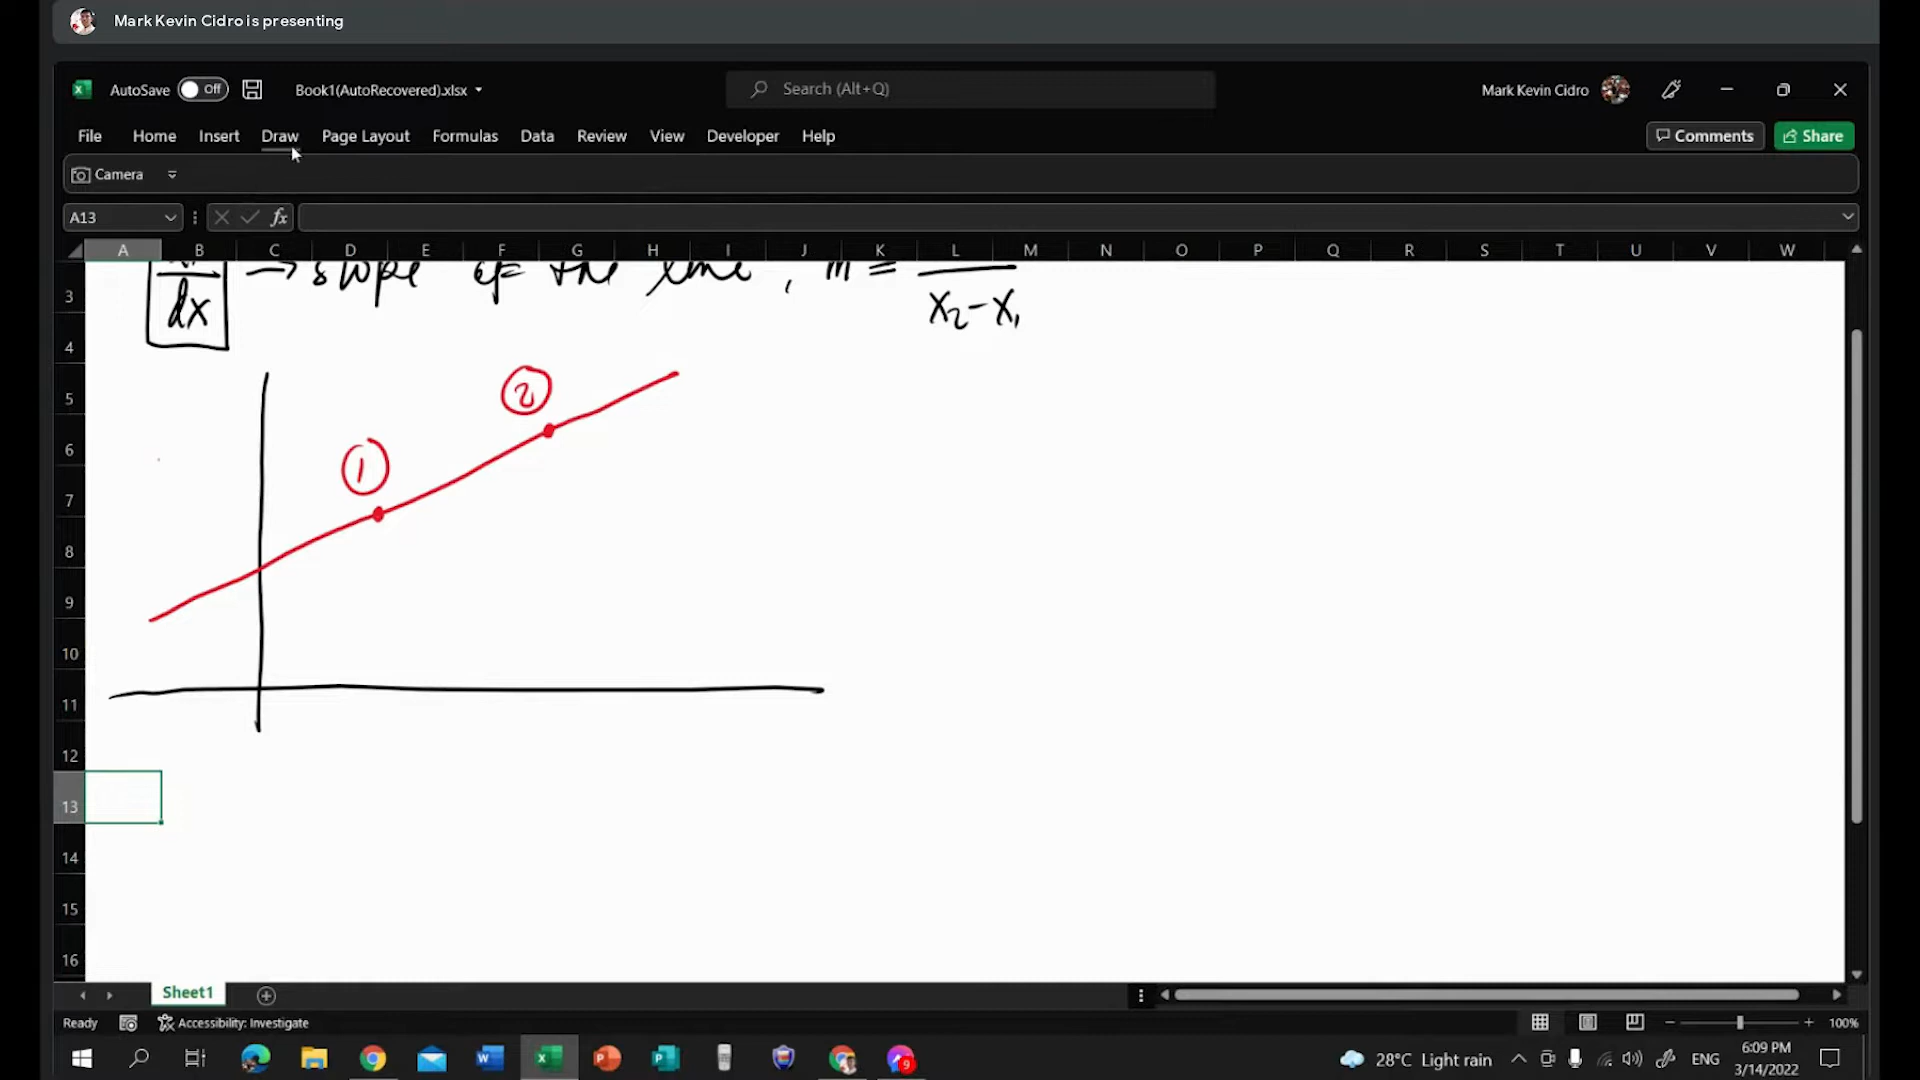 Mark Kevin Cidro is presenting
AutoSave Off Book1(AutoRecovered).xlsx Search (Alt+Q) Mark Kevin Cidro
File Home Insert Draw Page Layout Formulas Data Review View Developer Help Comments Share
Camera
A13 fx
A B C D E F G H I J K L M N O P Q R S T U V W
→ slope of the line, m =
dx
x₂-x₁
3
4
5
6
7
8
9
10
11
12
13
14
15
16
2
1
Sheet1
Ready Accessibility: Investigate 100%
9 28°C Light rain ENG 6:09 PM
3/14/2022